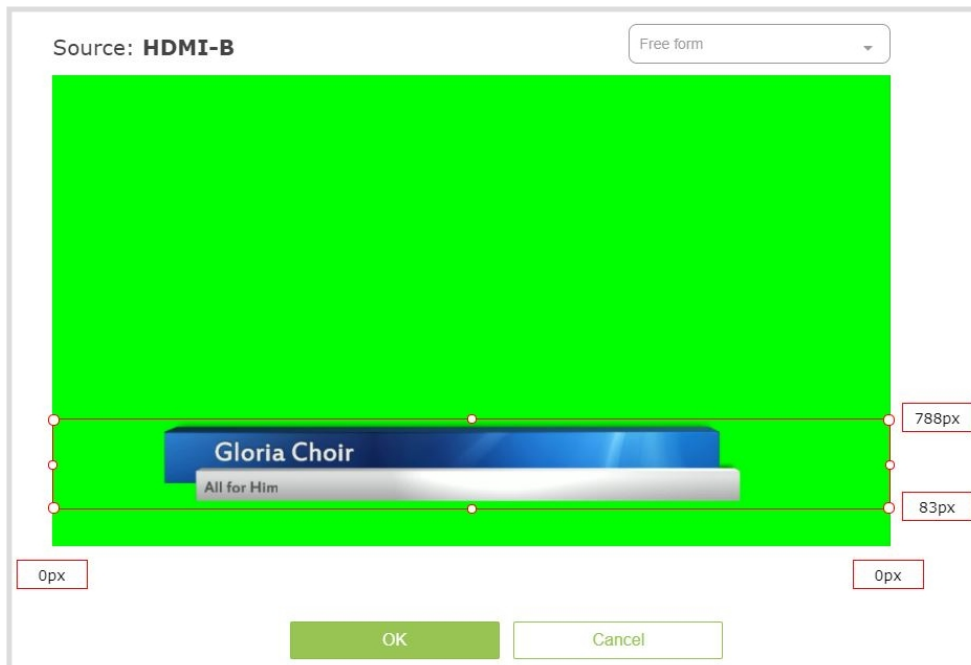 Source: HDMI-B
Free form
Gloria Choir
All for Him
788px
83px
0px
0px
OK
Cancel